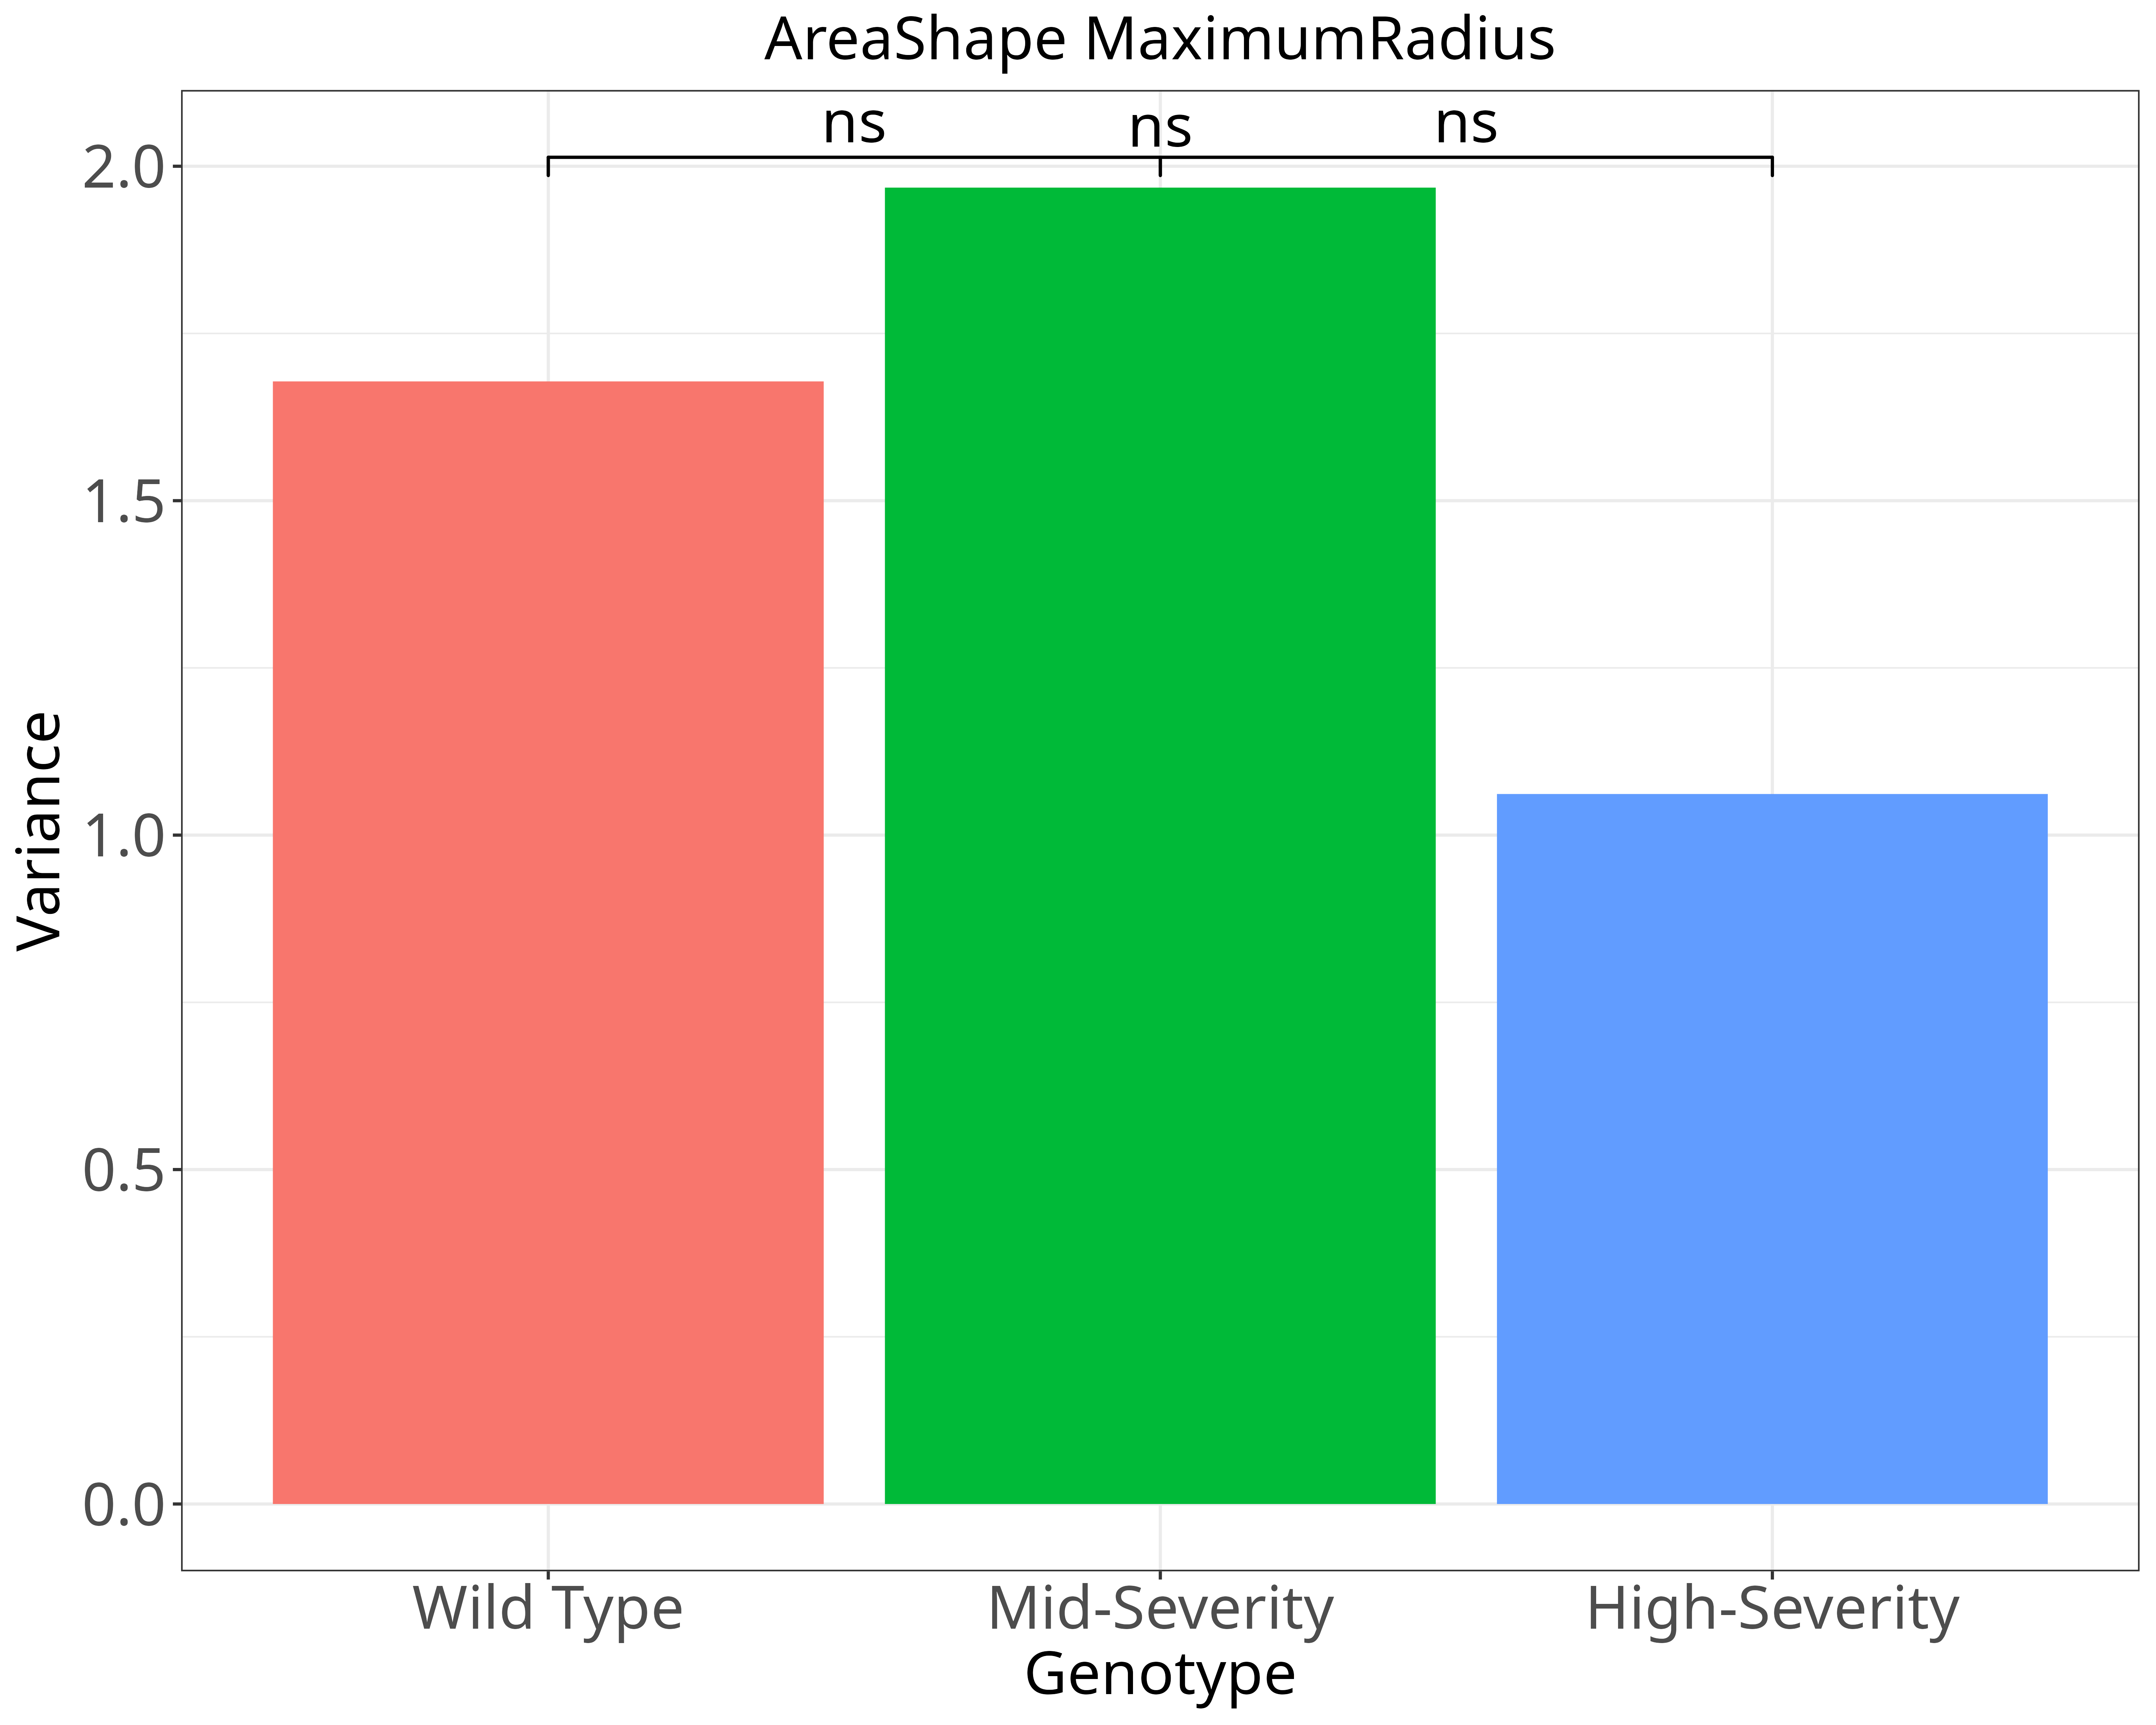 AreaShape MaximumRadius
ns ns ns
2.0
1.5
1.0
0.5
0.0
Variance
Wild Type Mid-Severity High-Severity
Genotype